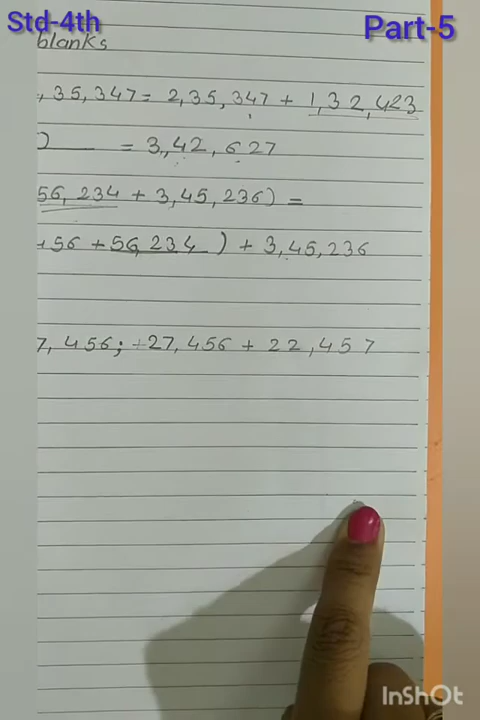 Std-4th
Part-5
blanks
, 35, 347 = 2, 35, 347 + 1, 32, 423
) ___ = 3, 42, 627
56, 234 + 3, 45, 236) =
+ 56 + 56, 234 ) + 3, 45, 236
7, 456; 27, 456 + 22, 457
InShOt